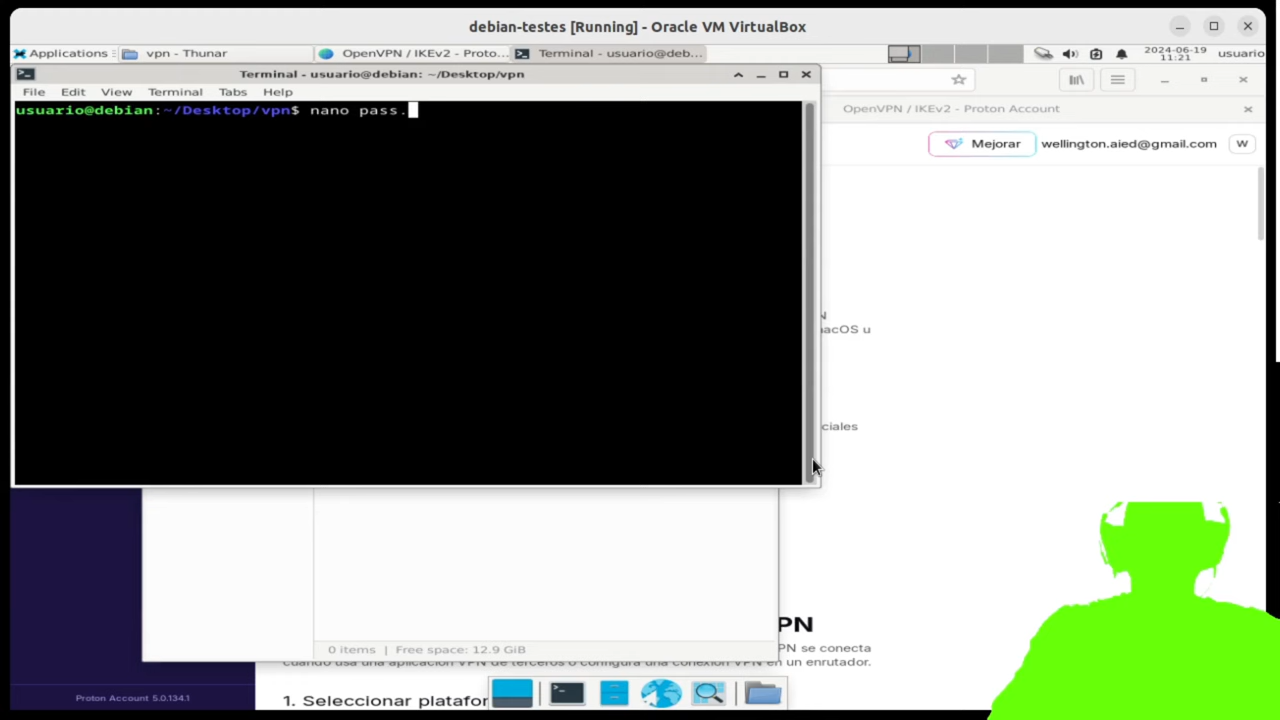 debian-testes [Running] - Oracle VM VirtualBox
Applications
vpn - Thunar
OpenVPN / IKEv2 - Proto...
Terminal - usuario@deb...
2024-06-19
11:21
usuario
Terminal - usuario@debian: ~/Desktop/vpn
File Edit View Terminal Tabs Help
usuario@debian:~/Desktop/vpn$ nano pass.
OpenVPN / IKEv2 - Proton Account
Mejorar
wellington.aied@gmail.com
W
N
acOS u
ciales
PN
0 items | Free space: 12.9 GiB
PN se conecta
cuando usa una aplicación VPN de terceros o configura una conexión VPN en un enrutador.
Proton Account 5.0.134.1
1. Seleccionar platafor